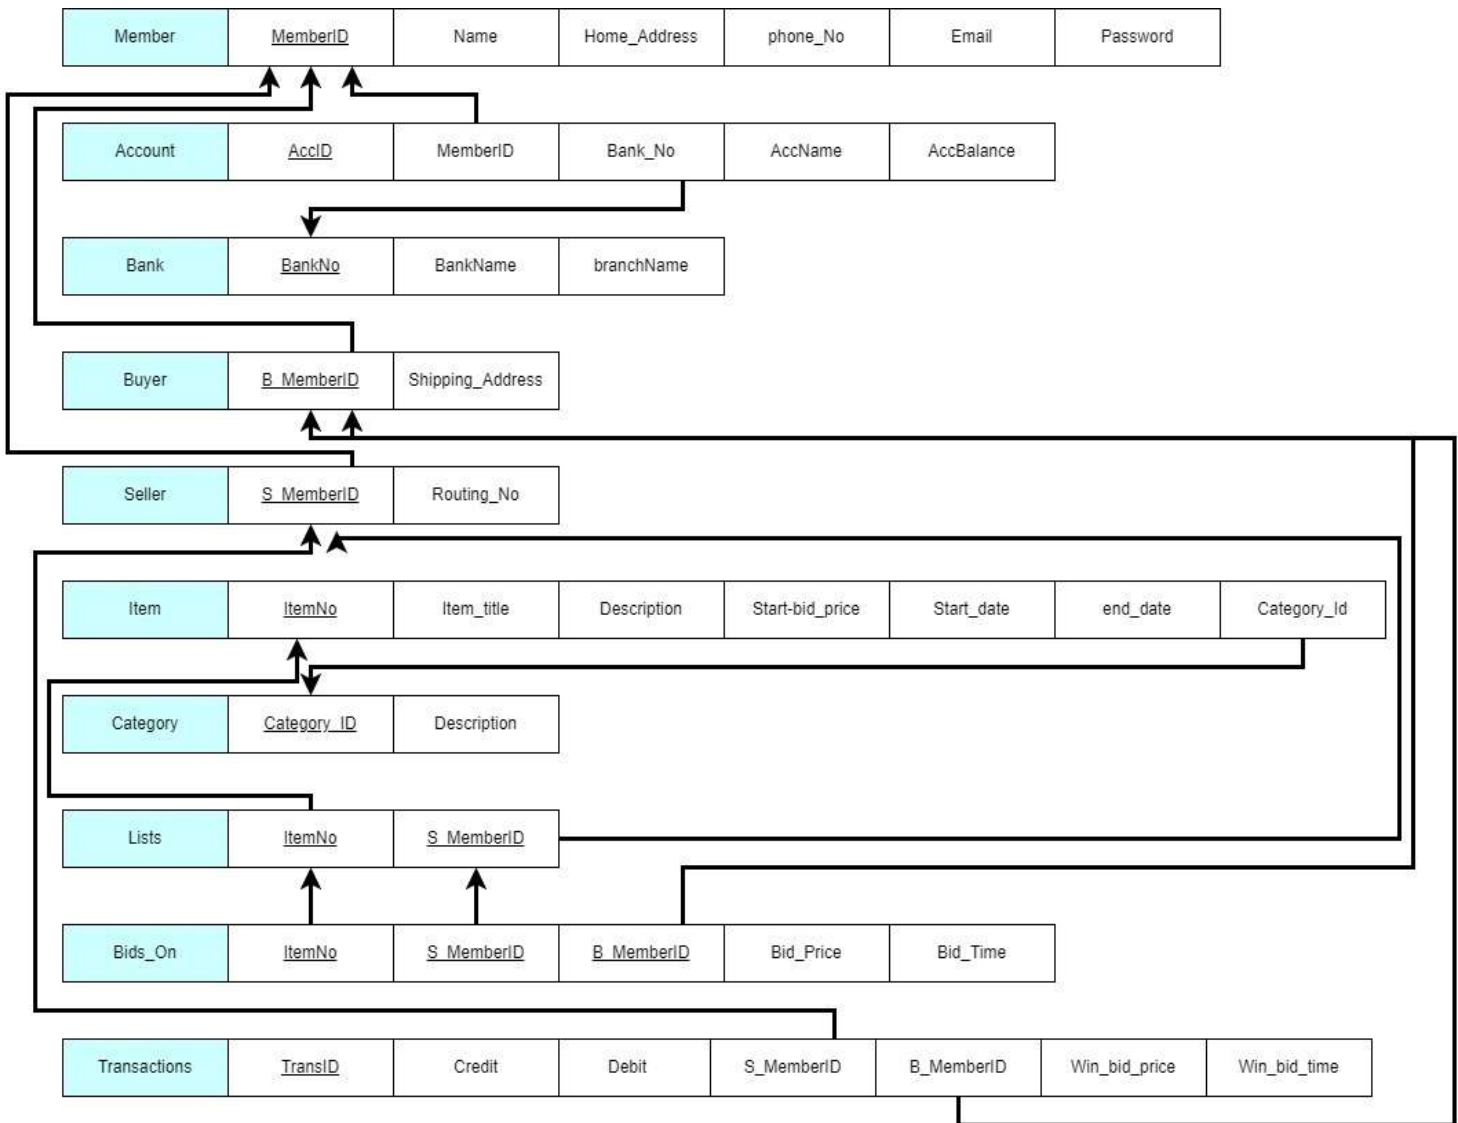 Member MemberID Name Home_Address phone_No Email Password
Account AccID MemberID Bank_No AccName AccBalance
Bank BankNo BankName branchName
Buyer B_MemberID Shipping_Address
Seller S_MemberID Routing_No
Item ItemNo Item_title Description Start-bid_price Start_date end_date Category_Id
Category Category_ID Description
Lists ItemNo S_MemberID
Bids_On ItemNo S_MemberID B_MemberID Bid_Price Bid_Time
Transactions TransID Credit Debit S_MemberID B_MemberID Win_bid_price Win_bid_time